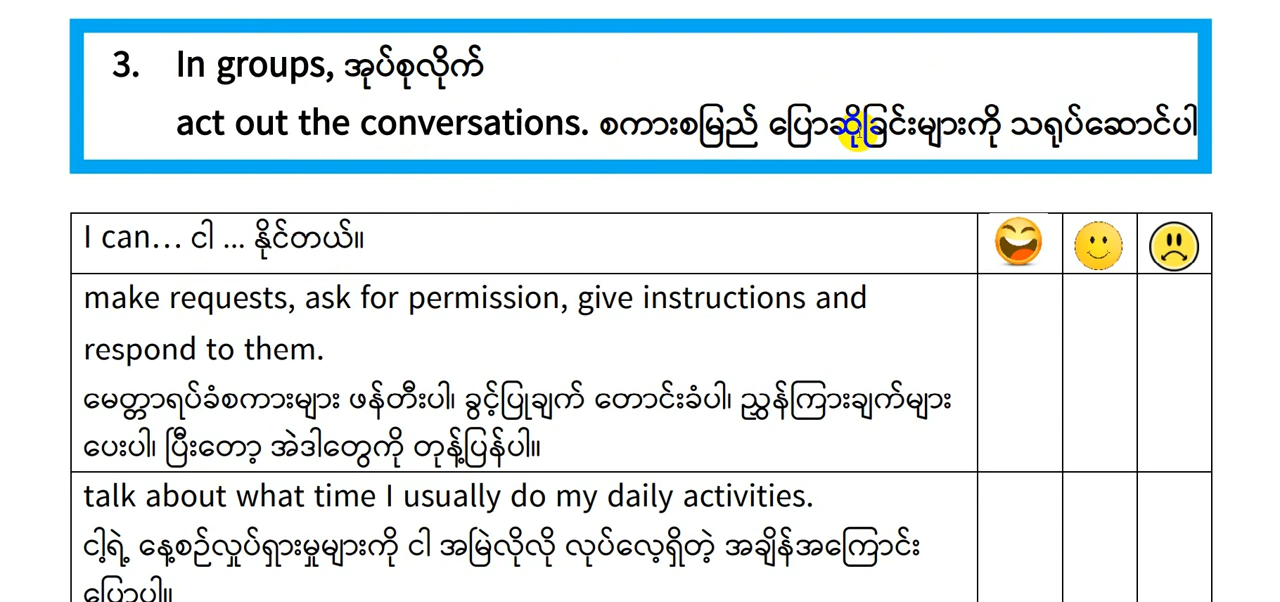 3. In groups, အုပ်စုလိုက်
act out the conversations. စကားစမြည် ပြောဆိုခြင်းများကို သရုပ်ဆောင်ပါ
I can... ငါ ... နိုင်တယ်။
make requests, ask for permission, give instructions and
respond to them.
မေတ္တာရပ်ခံစကားများ ဖန်တီးပါ၊ ခွင့်ပြုချက် တောင်းခံပါ၊ ညွှန်ကြားချက်များ
ပေးပါ၊ ပြီးတော့ အဲဒါတွေကို တုန့်ပြန်ပါ။
talk about what time I usually do my daily activities.
ငါ့ရဲ့ နေ့စဉ်လှုပ်ရှားမှုများကို ငါ အမြဲလိုလို လုပ်လေ့ရှိတဲ့ အချိန်အကြောင်း
ပြောပါ။